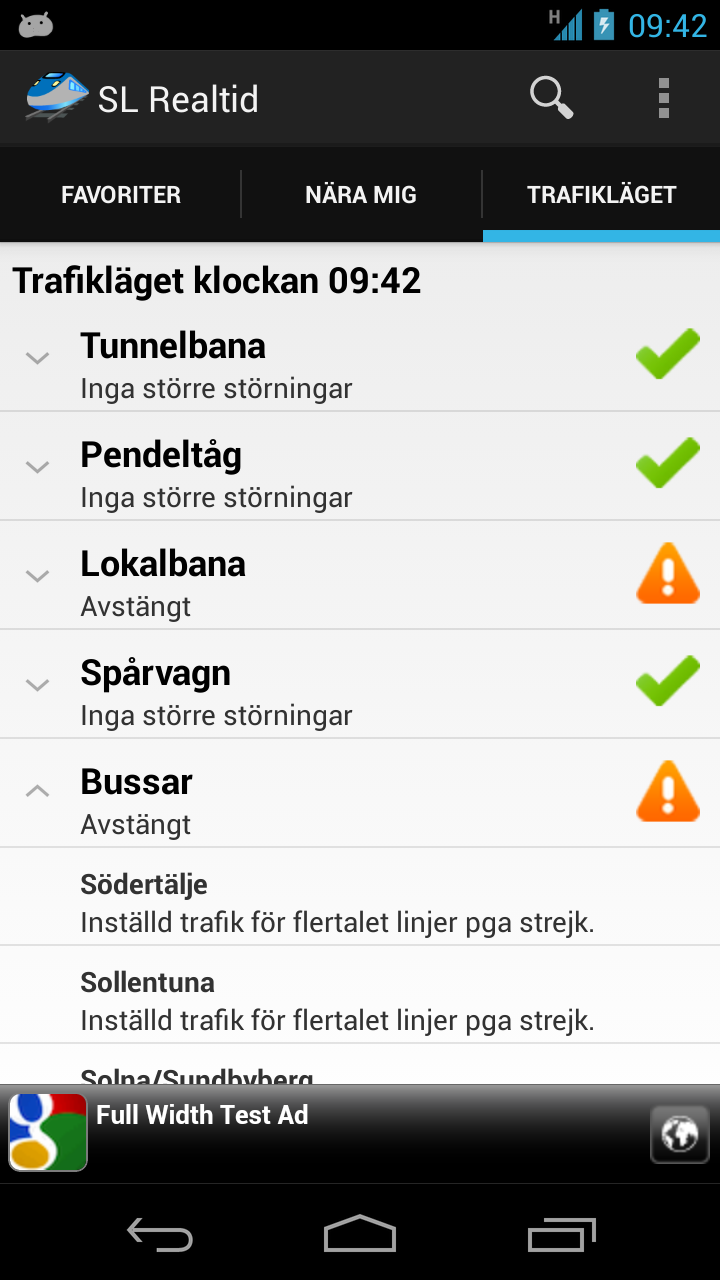 H 09:42
SL Realtid
FAVORITER NÄRA MIG TRAFIKLÄGET
Trafikläget klockan 09:42
Tunnelbana
Inga större störningar
Pendeltåg
Inga större störningar
Lokalbana
Avstängt
Spårvagn
Inga större störningar
Bussar
Avstängt
Södertälje
Inställd trafik för flertalet linjer pga strejk.
Sollentuna
Inställd trafik för flertalet linjer pga strejk.
Solna/Sundbyberg
Full Width Test Ad